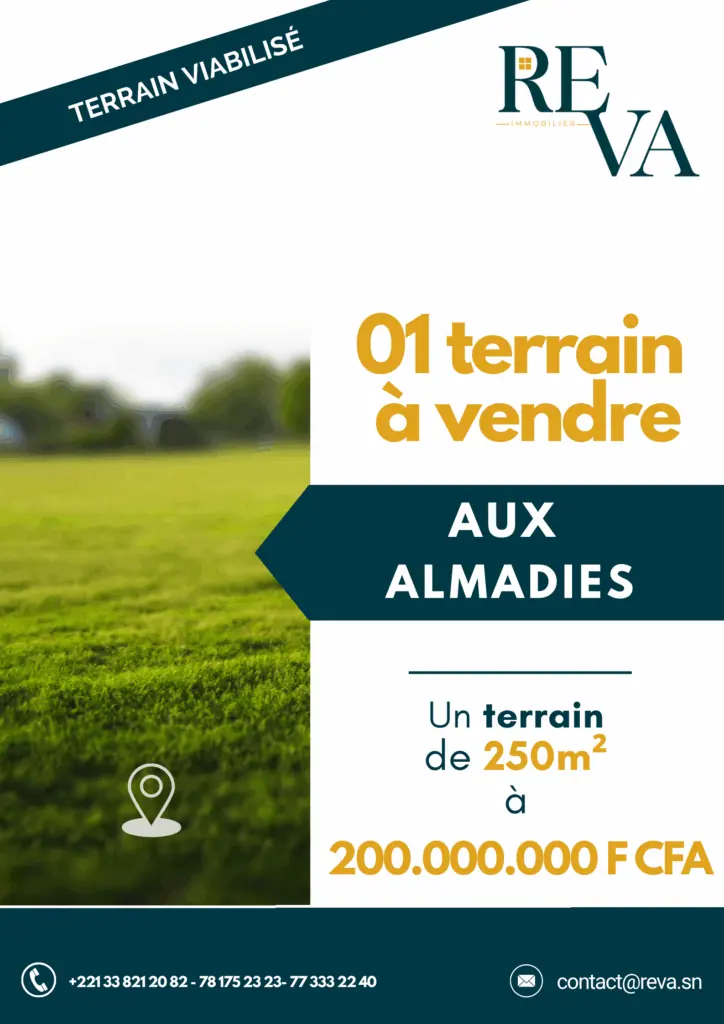 TERRAIN VIABILISÉ
RE
IMMOBILIER
VA
01 terrain
à vendre
AUX
ALMADIES
Un terrain
de 250m²
à
200.000.000 F CFA
+221 33 821 20 82 - 78 175 23 23- 77 333 22 40
contact@reva.sn